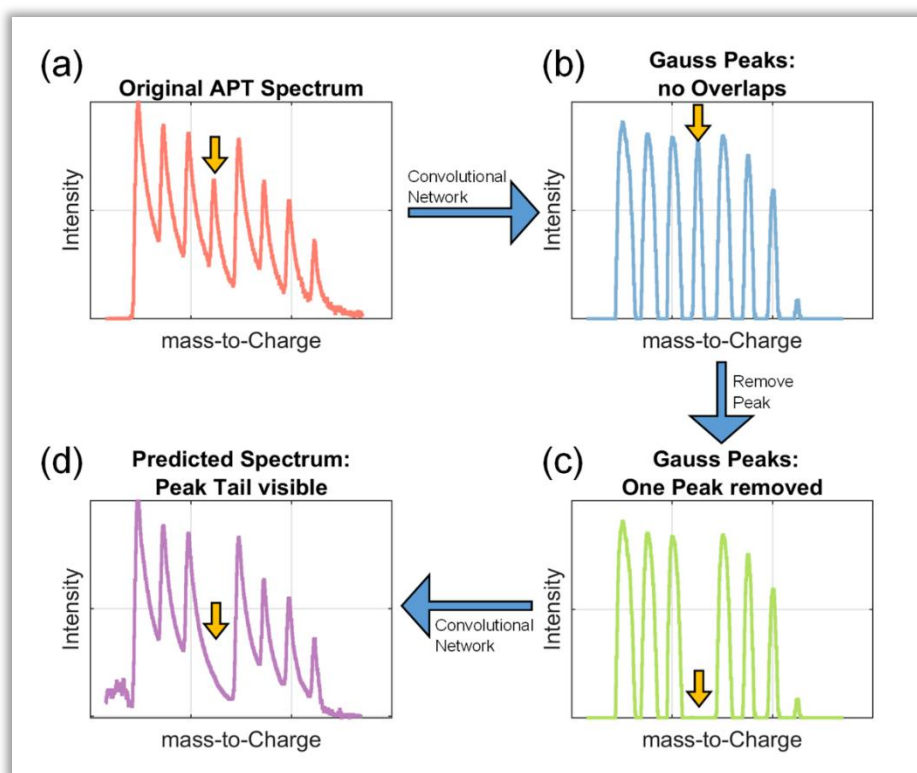 (a)
Original APT Spectrum
Intensity
mass-to-Charge
Convolutional
Network
(b)
Gauss Peaks:
no Overlaps
Intensity
mass-to-Charge
Remove
Peak
(d)
Predicted Spectrum:
Peak Tail visible
Intensity
mass-to-Charge
Convolutional
Network
(c)
Gauss Peaks:
One Peak removed
Intensity
mass-to-Charge